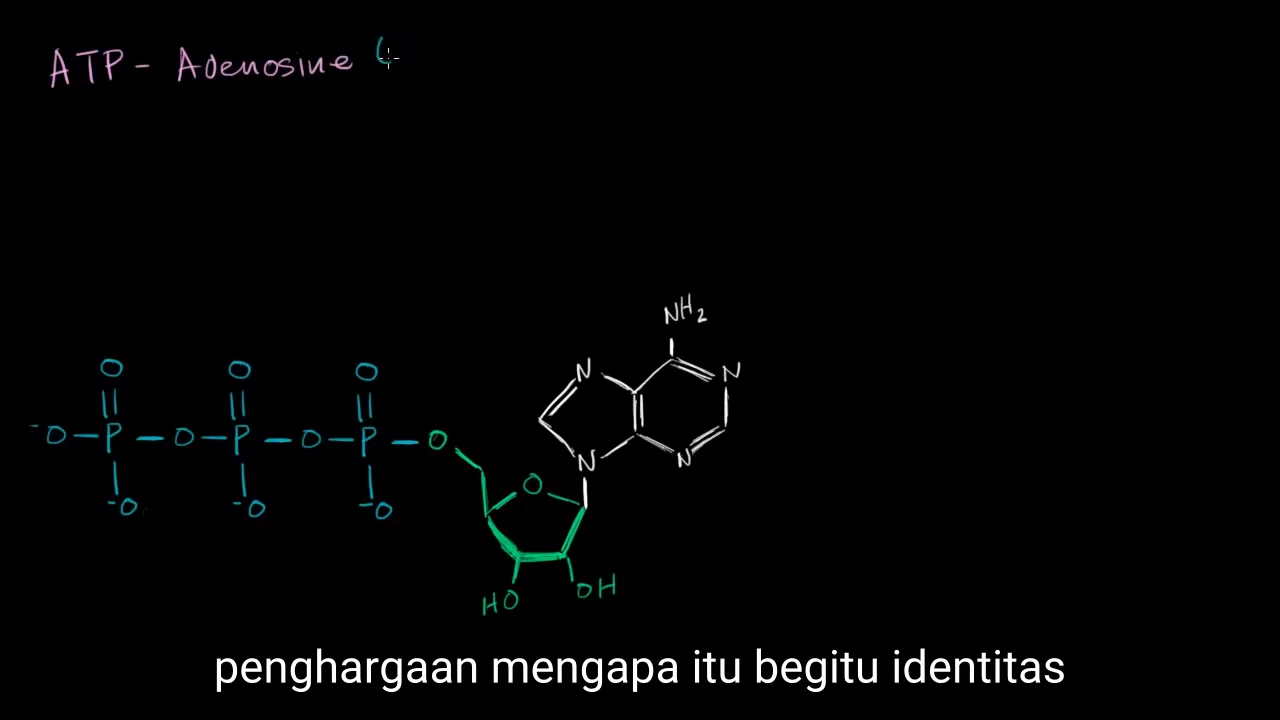 ATP - Adenosine
NH2
O O O N N
-O - P - O - P - O - P - O
N N
-O -O -O O
HO OH
penghargaan mengapa itu begitu identitas